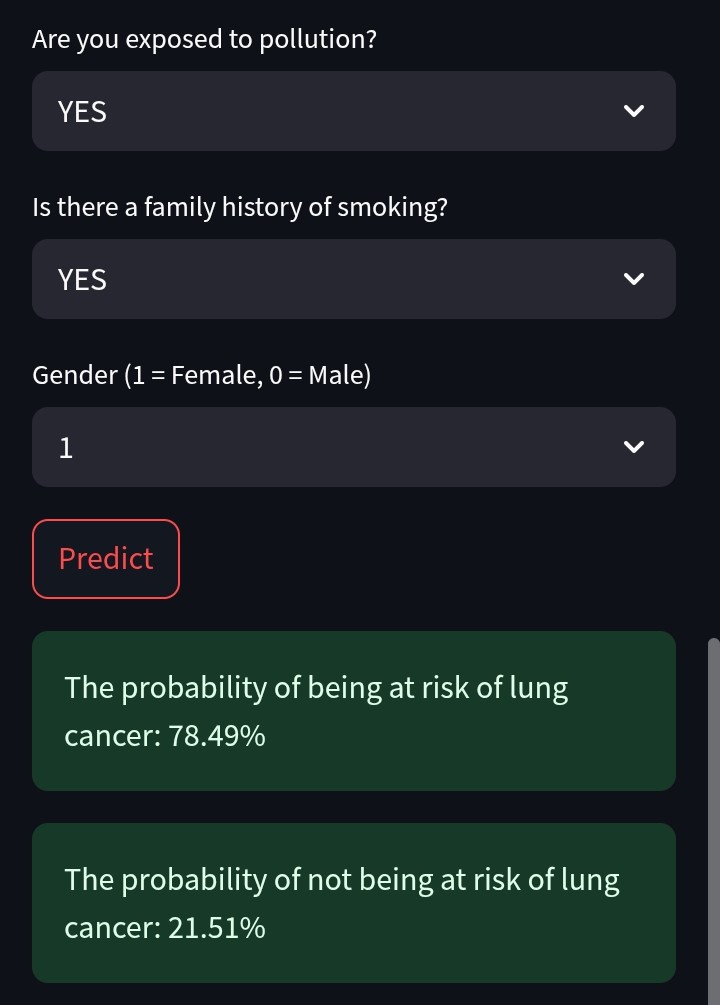 Are you exposed to pollution?
YES
Is there a family history of smoking?
YES
Gender (1 = Female, 0 = Male)
1
Predict
The probability of being at risk of lung
cancer: 78.49%
The probability of not being at risk of lung
cancer: 21.51%